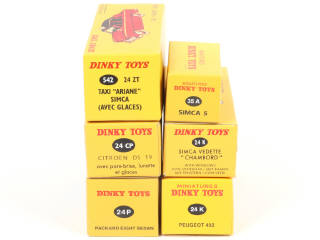 DINKY TOYS
542
24 ZT
TAXI "ARIANE"
SIMCA
(AVEC GLACES)
DINKY TOYS
35 A
SIMCA 5
DINKY TOYS
24 CP
CITROËN DS 19
avec pare-brise, lunette
et glaces
DINKY TOYS
24 K
SIMCA VEDETTE
"CHAMBORD"
DINKY TOYS
24 P
PACKARD EIGHT SEDAN
MINIATURES
DINKY TOYS
24 K
PEUGEOT 402